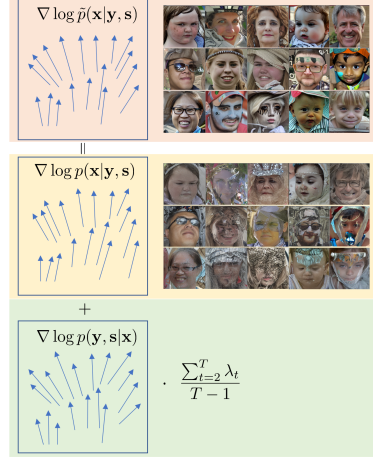 ∇ log p̃(x|y, s)
=
∇ log p(x|y, s)
+
∇ log p(y, s|x)
· ∑_{t=2}^{T} λ_t / (T − 1)